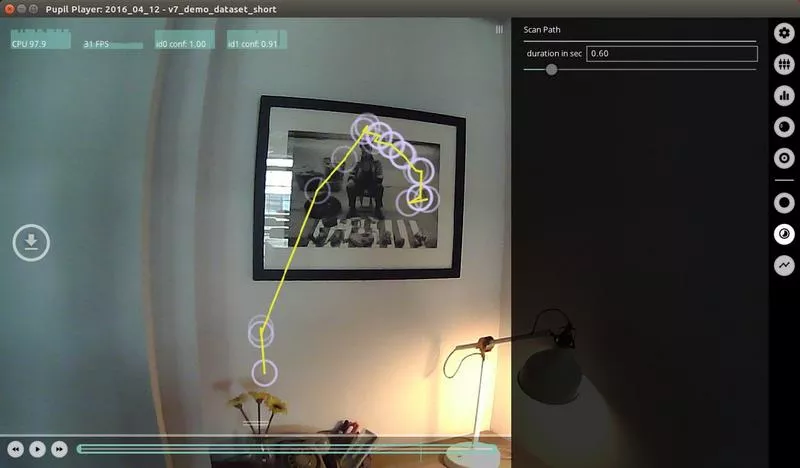 Pupil Player: 2016_04_12 - v7_demo_dataset_short
CPU 97.9
31 FPS
id0 conf: 1.00
id1 conf: 0.91
Scan Path
duration in sec
0.60